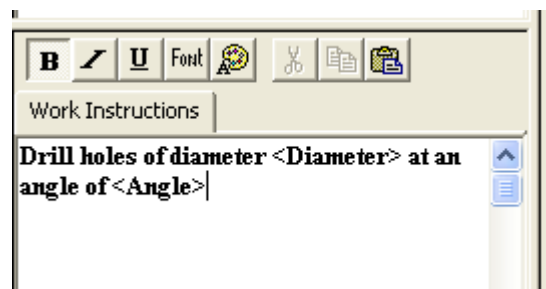 B I U Font A
Work Instructions
Drill holes of diameter <Diameter> at an
angle of <Angle>